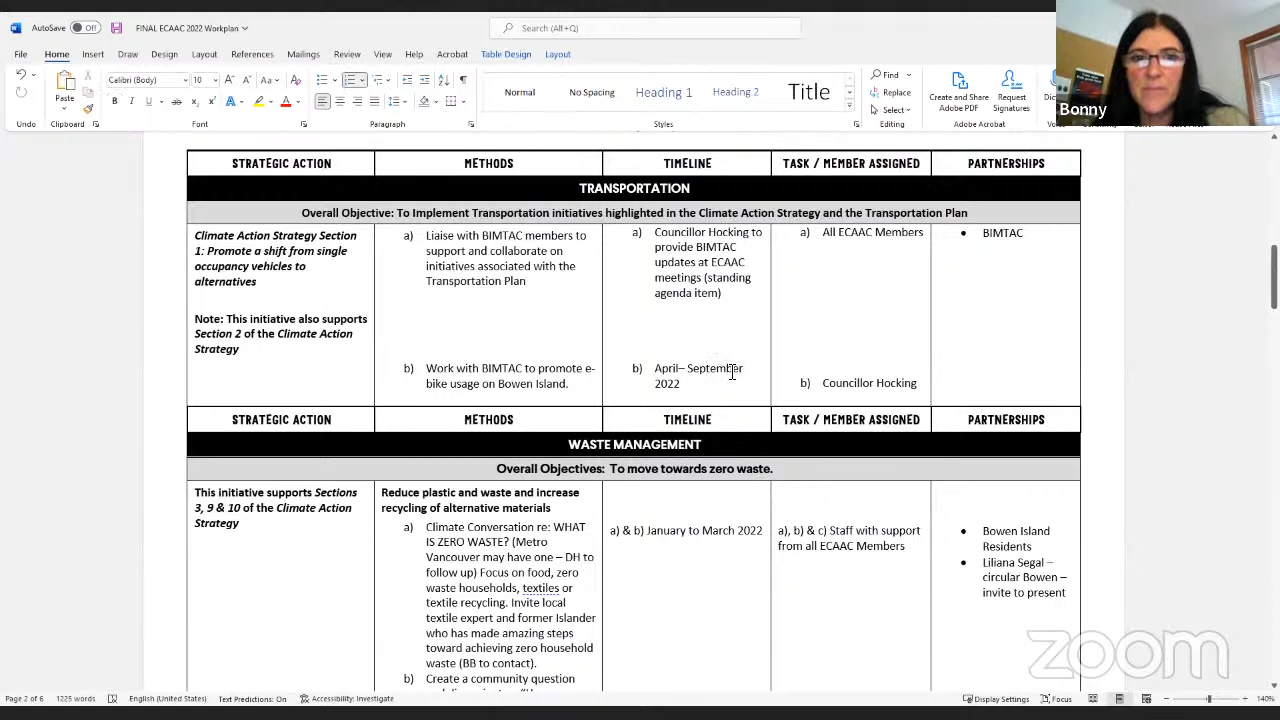 AutoSave Off FINAL ECAAC 2022 Workplan Search (Alt+Q)
File Home Insert Draw Design Layout References Mailings Review View Help Acrobat Table Design Layout
Calibri (Body) 10 Find
Paste Normal No Spacing Heading 1 Heading 2 Title Replace Create and Share Request
Select Adobe PDF Signatures
Undo Clipboard Font Paragraph Styles Editing Adobe Acrobat
Bonny
STRATEGIC ACTION METHODS TIMELINE TASK / MEMBER ASSIGNED PARTNERSHIPS
TRANSPORTATION
Overall Objective: To Implement Transportation initiatives highlighted in the Climate Action Strategy and the Transportation Plan
Climate Action Strategy Section
1: Promote a shift from single
occupancy vehicles to
alternatives
Note: This initiative also supports
Section 2 of the Climate Action
Strategy
a) Liaise with BIMTAC members to
support and collaborate on
initiatives associated with the
Transportation Plan
b) Work with BIMTAC to promote e-
bike usage on Bowen Island.
a) Councillor Hocking to
provide BIMTAC
updates at ECAAC
meetings (standing
agenda item)
b) April– September
2022
a) All ECAAC Members
b) Councillor Hocking
• BIMTAC
STRATEGIC ACTION METHODS TIMELINE TASK / MEMBER ASSIGNED PARTNERSHIPS
WASTE MANAGEMENT
Overall Objectives: To move towards zero waste.
This initiative supports Sections
3, 9 & 10 of the Climate Action
Strategy
Reduce plastic and waste and increase
recycling of alternative materials
a) Climate Conversation re: WHAT
IS ZERO WASTE? (Metro
Vancouver may have one – DH to
follow up) Focus on food, zero
waste households, textiles or
textile recycling. Invite local
textile expert and former Islander
who has made amazing steps
toward achieving zero household
waste (BB to contact).
b) Create a community question
a) & b) January to March 2022
a), b) & c) Staff with support
from all ECAAC Members
• Bowen Island
Residents
• Liliana Segal –
circular Bowen –
invite to present
zoom
Page 2 of 6 1225 words English (United States) Text Predictions: On Accessibility: Investigate Display Settings Focus 140%